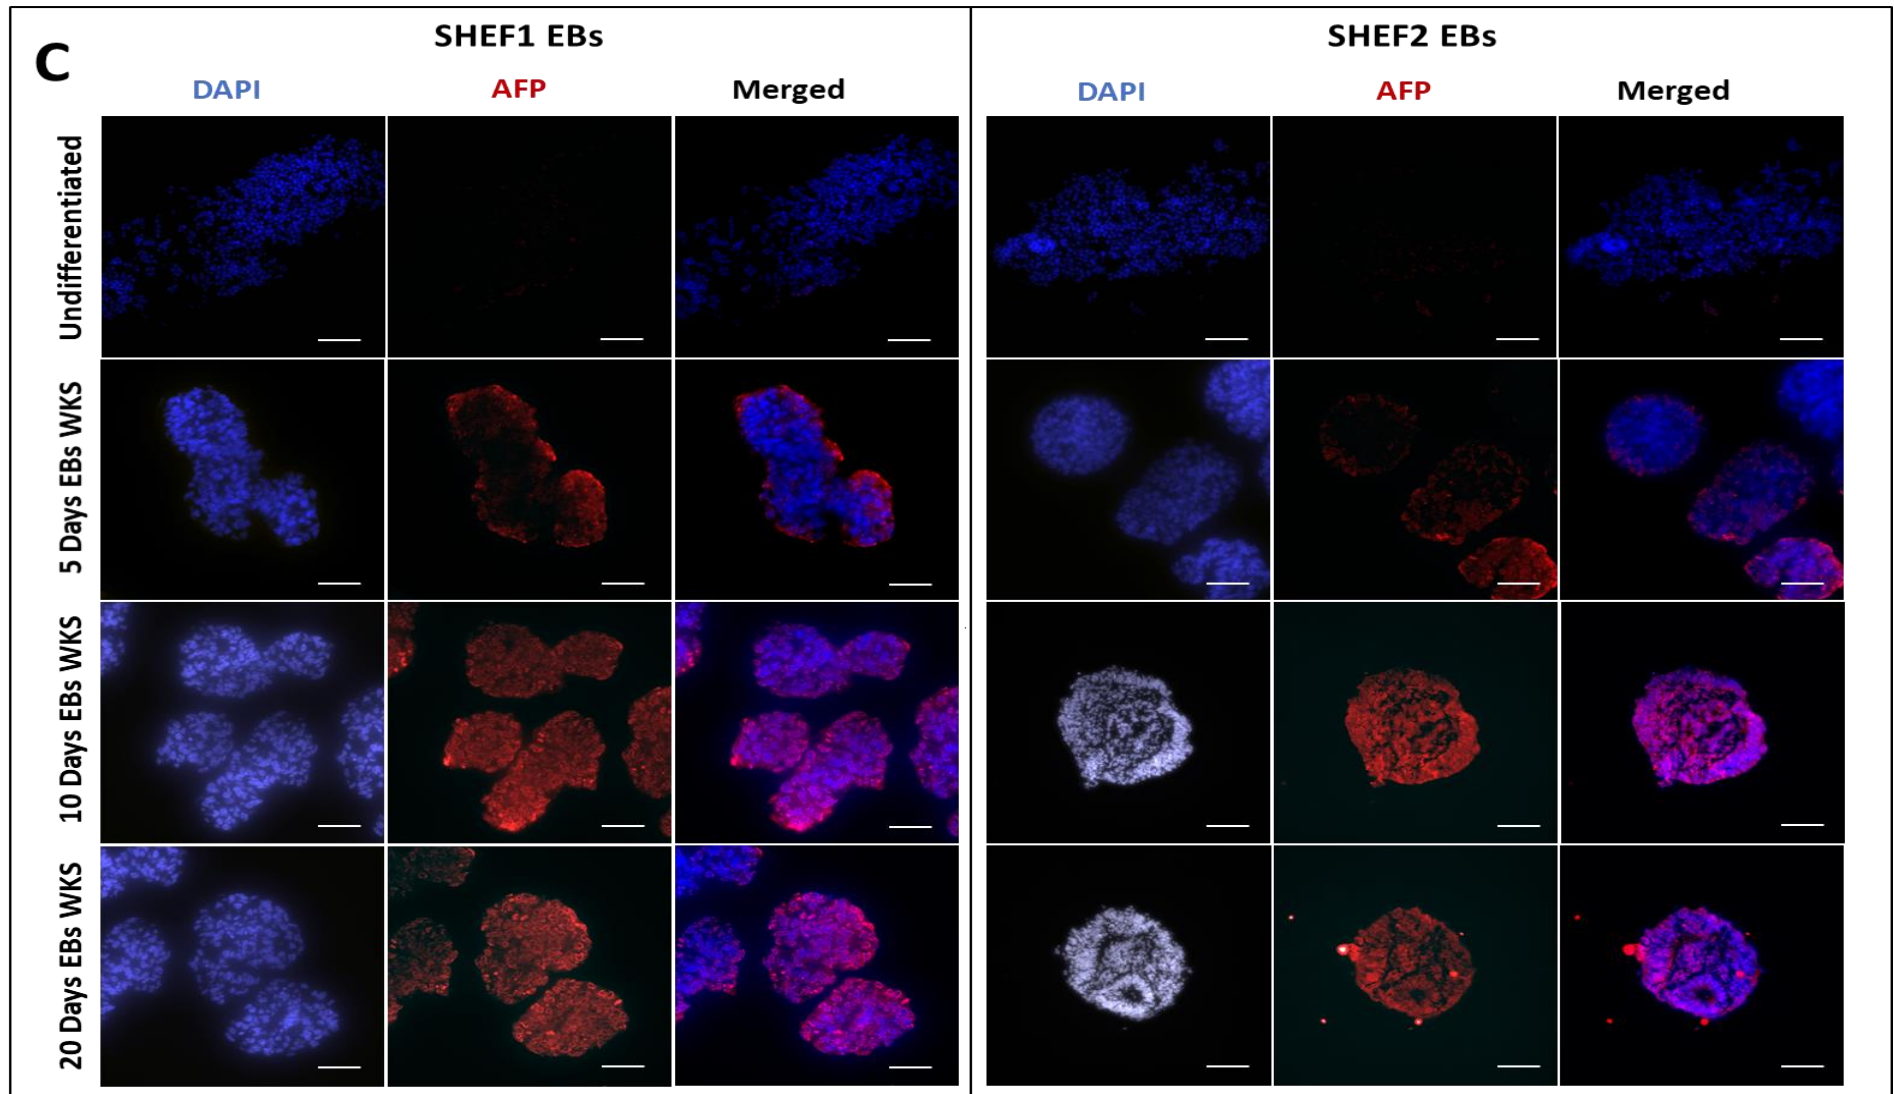 C
SHEF1 EBs
SHEF2 EBs
DAPI
AFP
Merged
DAPI
AFP
Merged
Undifferentiated
5 Days EBs WKS
10 Days EBs WKS
20 Days EBs WKS